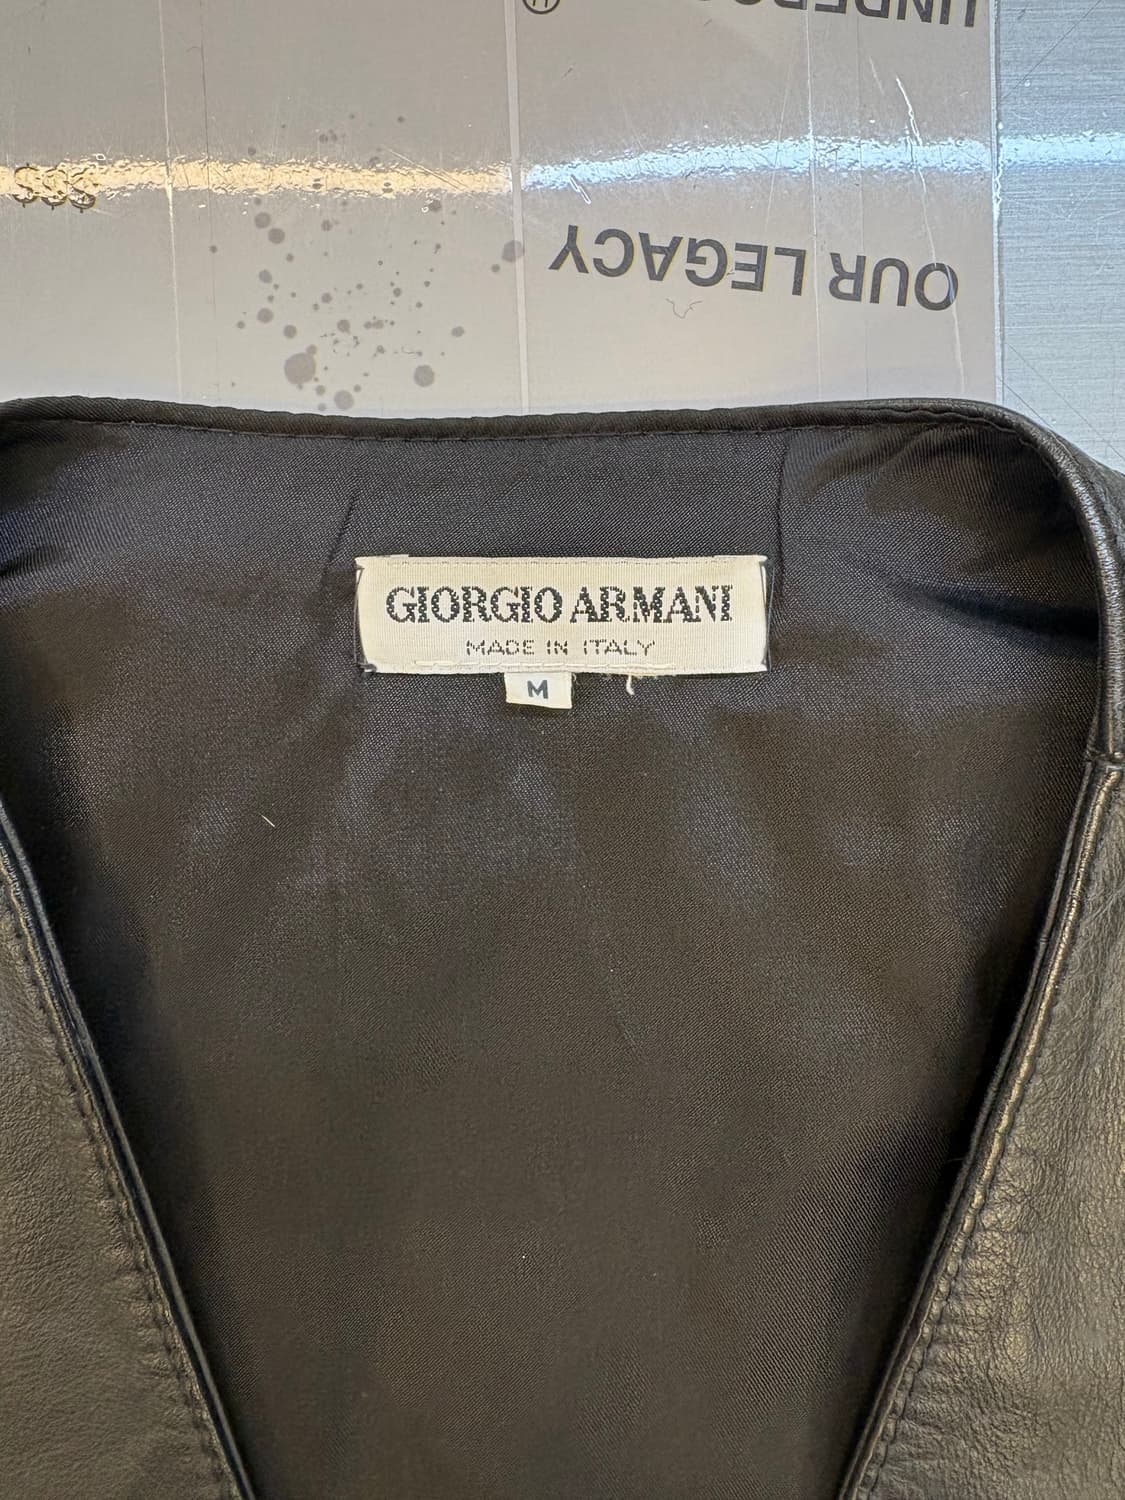 OUR LEGACY
$$$
GIORGIO ARMANI
MADE IN ITALY
M